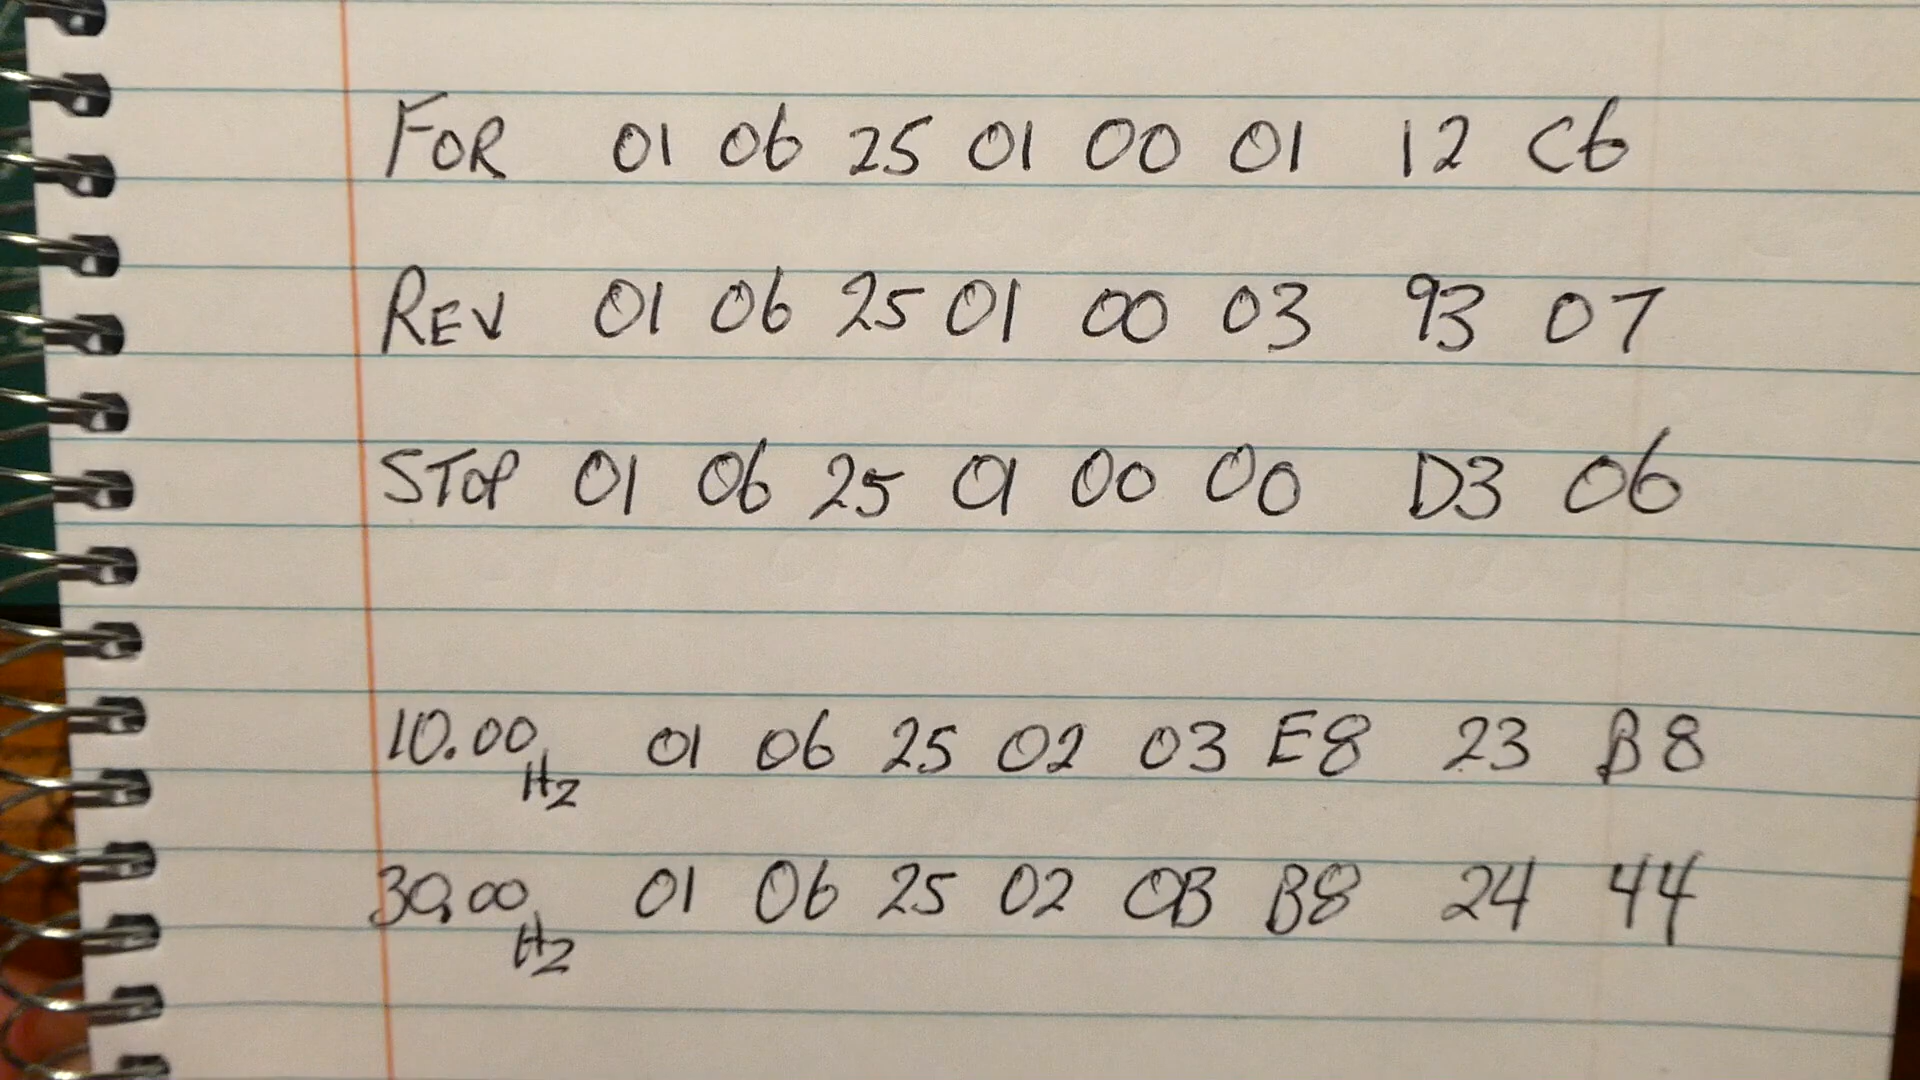 FOR 01 06 25 01 00 01 12 C6
REV 01 06 25 01 00 03 93 07
STOP 01 06 25 01 00 00 D3 06
10.00 Hz 01 06 25 02 03 E8 23 B8
30.00 Hz 01 06 25 02 0B B8 24 44